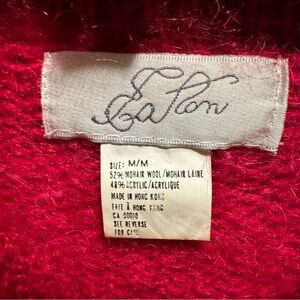 Eaton
SIZE: M/M
52% MOHAIR WOOL/MOHAIR LAINE
48% ACRYLIC/ACRYLIQUE
MADE IN HONG KONG
FAIT À HONG KONG
CA 00010
SEE REVERSE
FOR CARE